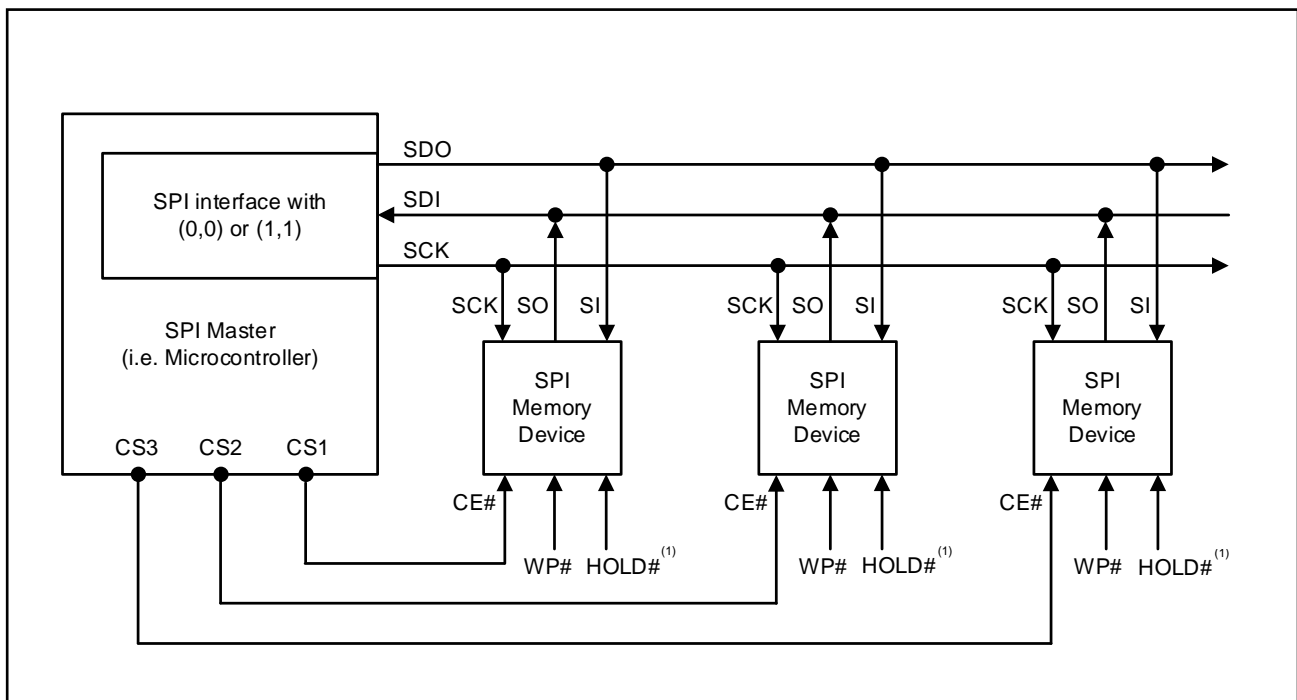 SDO
SPI interface with
(0,0) or (1,1)
SDI
SCK
SPI Master
(i.e. Microcontroller)
SCK SO SI
SCK SO SI
SCK SO SI
SPI
Memory
Device
SPI
Memory
Device
SPI
Memory
Device
CS3 CS2 CS1
CE#
CE#
CE#
WP# HOLD#(1)
WP# HOLD#(1)
WP# HOLD#(1)